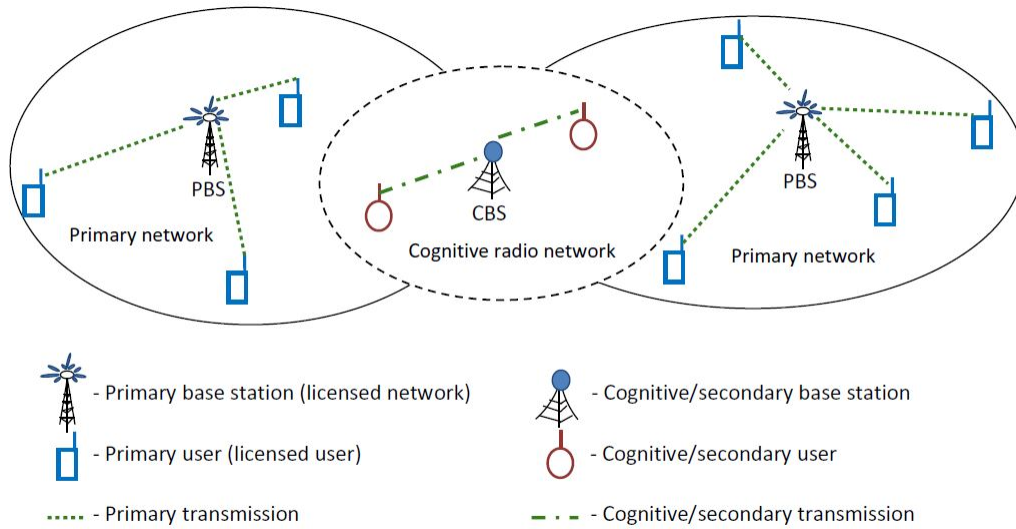 PBS
Primary network
CBS
Cognitive radio network
PBS
Primary network
- Primary base station (licensed network)
- Cognitive/secondary base station
- Primary user (licensed user)
- Cognitive/secondary user
- Primary transmission
- Cognitive/secondary transmission